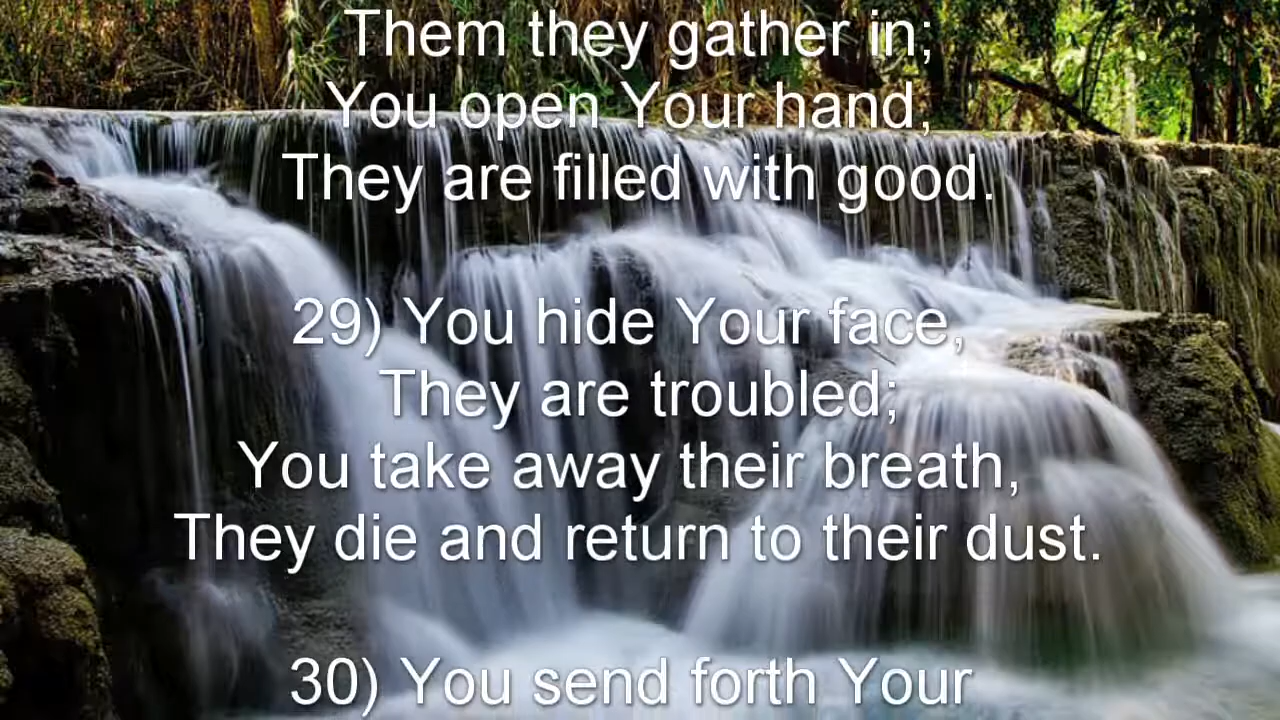 Them they gather in;
You open Your hand,
They are filled with good.
29) You hide Your face,
They are troubled;
You take away their breath,
They die and return to their dust.
30) You send forth Your